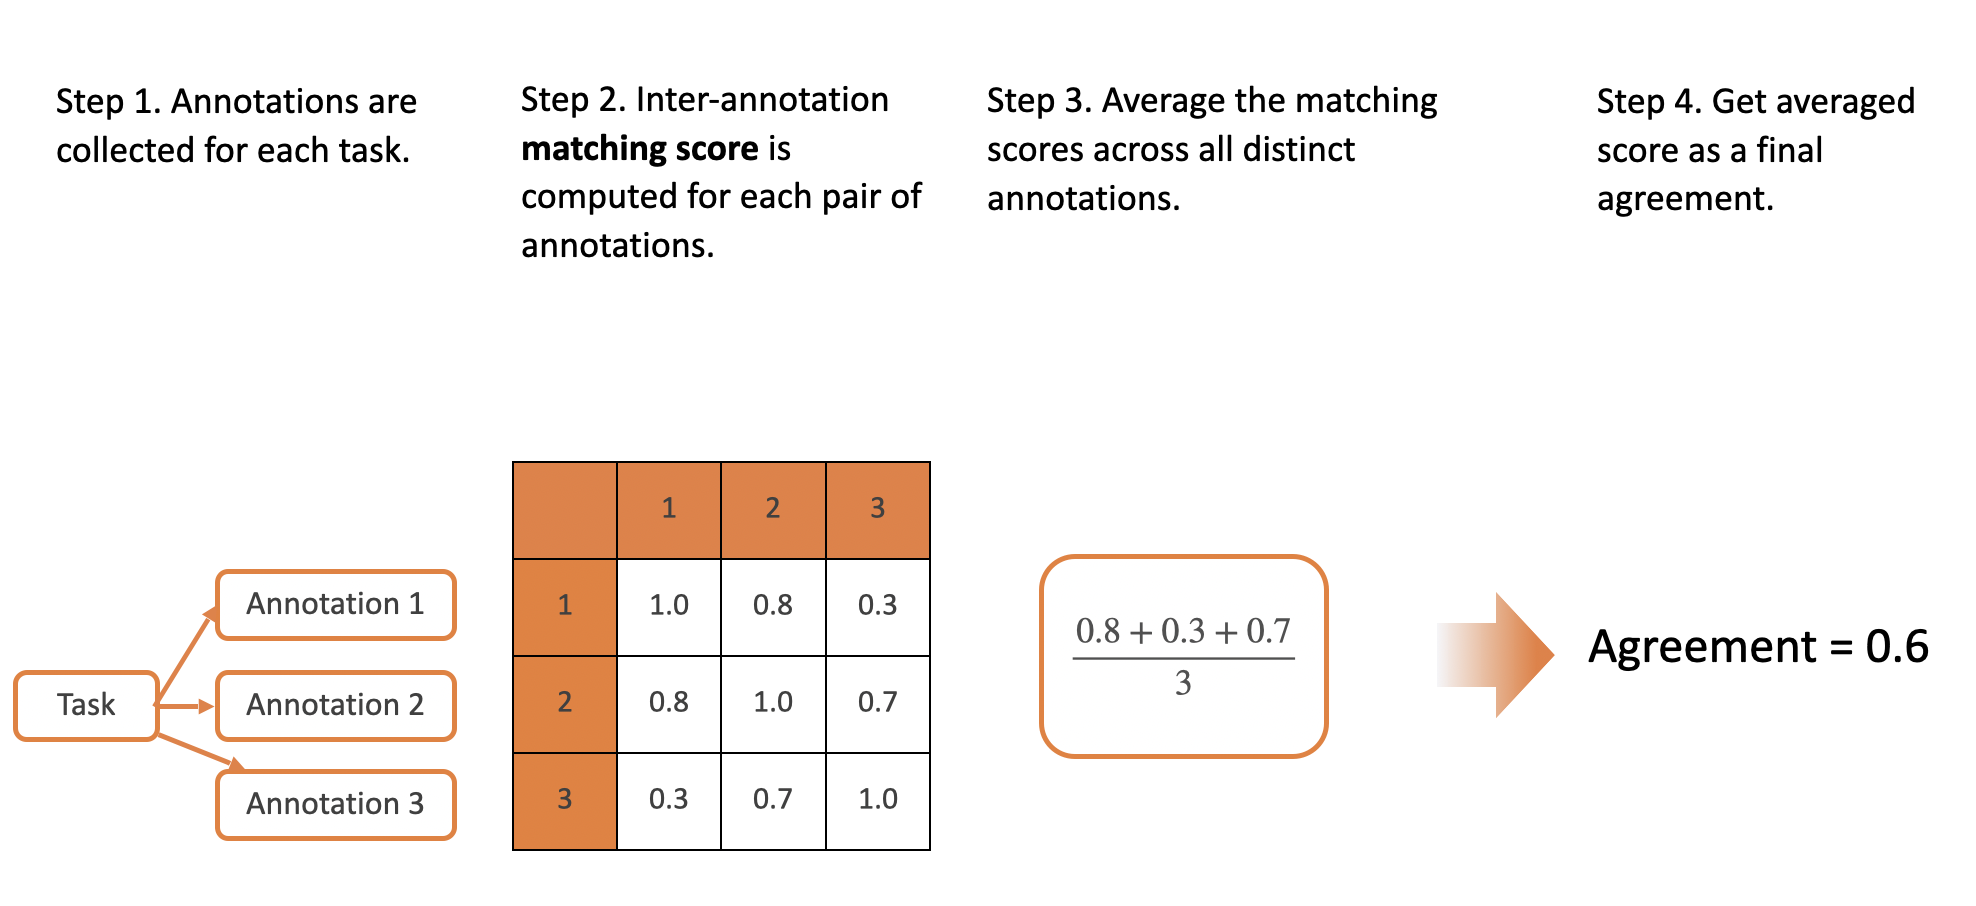 Step 1. Annotations are
collected for each task.
Step 2. Inter-annotation
matching score is
computed for each pair of
annotations.
Step 3. Average the matching
scores across all distinct
annotations.
Step 4. Get averaged
score as a final
agreement.
Task
Annotation 1
Annotation 2
Annotation 3
1 2 3
1 1.0 0.8 0.3
2 0.8 1.0 0.7
3 0.3 0.7 1.0
0.8 + 0.3 + 0.7
3
Agreement = 0.6